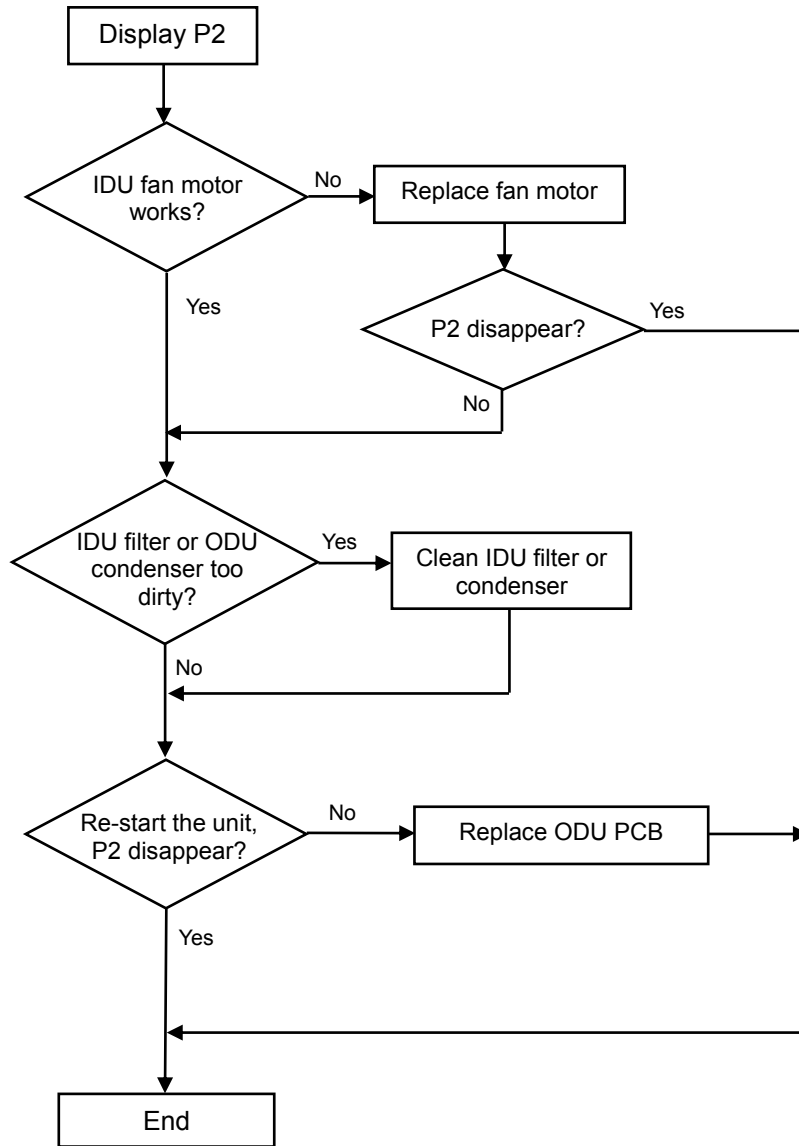 Display P2
IDU fan motor
works?
No
Replace fan motor
Yes
P2 disappear?
Yes
No
IDU filter or ODU
condenser too
dirty?
Yes
Clean IDU filter or
condenser
No
Re-start the unit,
P2 disappear?
No
Replace ODU PCB
Yes
End